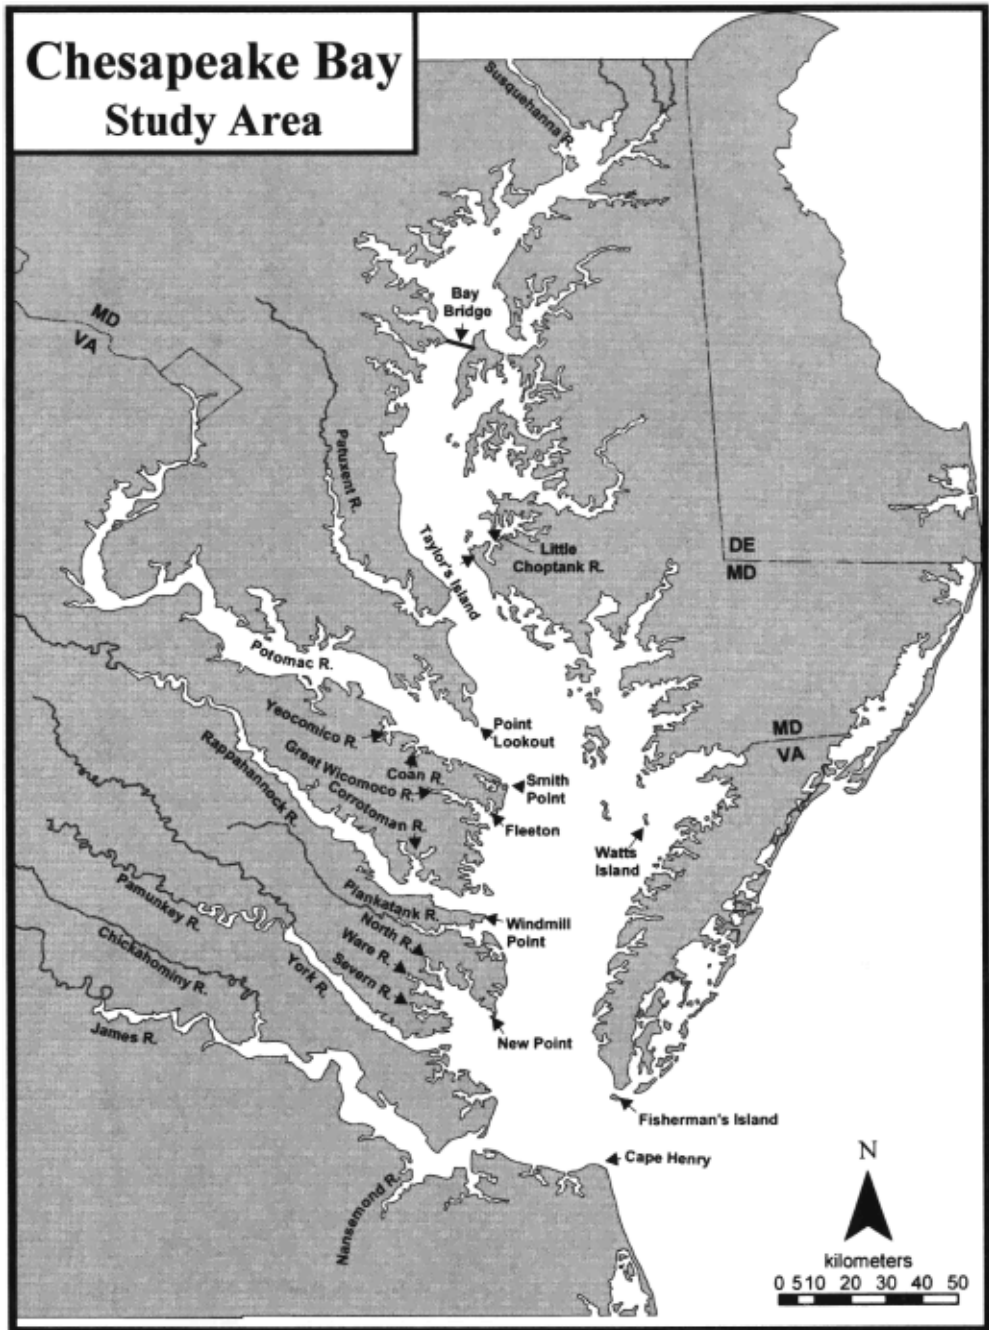 Chesapeake Bay
Study Area
Susquehanna R.
Bay
Bridge
MD
VA
Patuxent R.
Taylor's Island
Little
Choptank R.
DE
MD
Potomac R.
Yeocomico R.
Point
Lookout
MD
VA
Rappahannock R.
Great Wicomoco R.
Coan R.
Smith
Point
Corrotoman R.
Fleeton
Watts
Island
Piankatank R.
Windmill
Point
Pamunkey R.
North R.
Ware R.
Severn R.
Chickahominy R.
York R.
James R.
New Point
Fisherman's Island
Cape Henry
Nansemond R.
N
kilometers
0 5 10 20 30 40 50